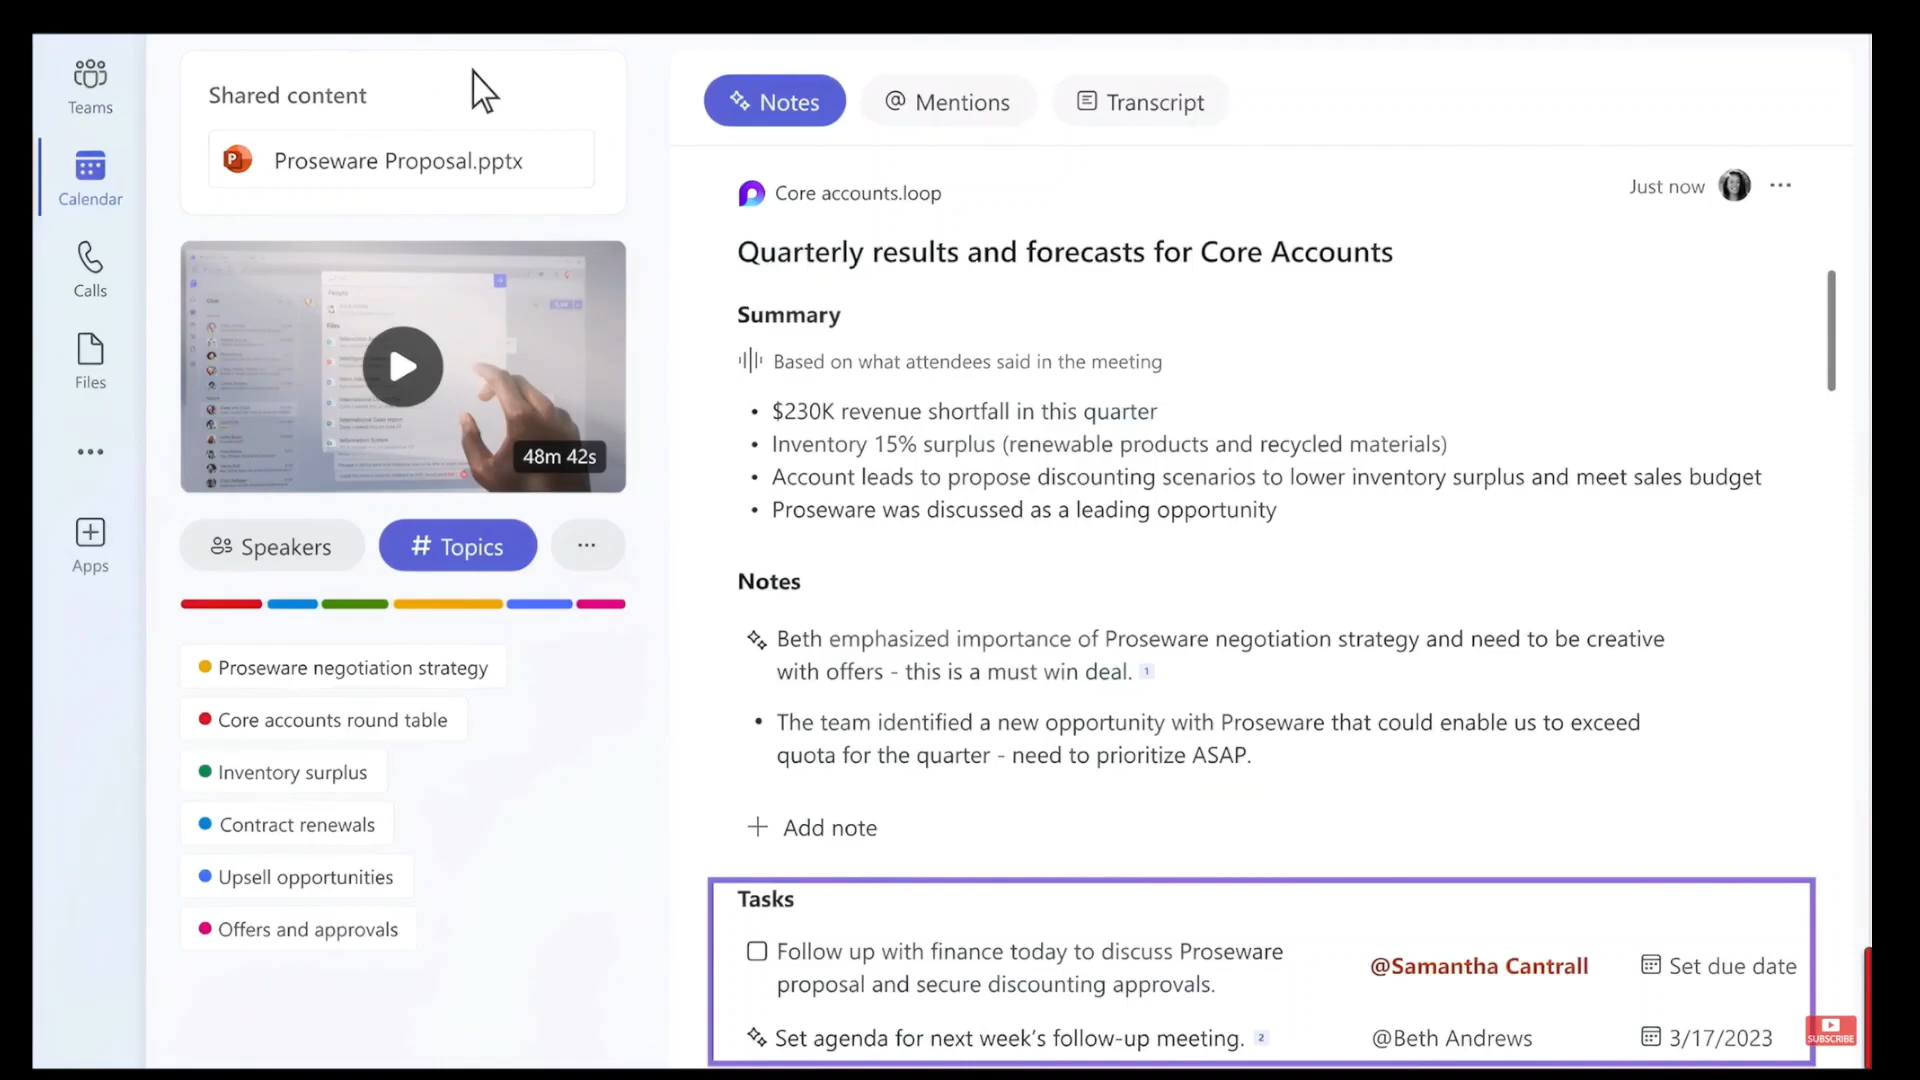 Teams
Calendar
Calls
Files
Apps
Shared content
Proseware Proposal.pptx
48m 42s
Speakers
# Topics
Proseware negotiation strategy
Core accounts round table
Inventory surplus
Contract renewals
Upsell opportunities
Offers and approvals
Notes
@ Mentions
Transcript
Core accounts.loop
Just now
Quarterly results and forecasts for Core Accounts
Summary
Based on what attendees said in the meeting
• $230K revenue shortfall in this quarter
• Inventory 15% surplus (renewable products and recycled materials)
• Account leads to propose discounting scenarios to lower inventory surplus and meet sales budget
• Proseware was discussed as a leading opportunity
Notes
Beth emphasized importance of Proseware negotiation strategy and need to be creative
with offers - this is a must win deal. 1
• The team identified a new opportunity with Proseware that could enable us to exceed
quota for the quarter - need to prioritize ASAP.
+ Add note
Tasks
Follow up with finance today to discuss Proseware
proposal and secure discounting approvals.
@Samantha Cantrall
Set due date
Set agenda for next week's follow-up meeting. 2
@Beth Andrews
3/17/2023
SUBSCRIBE